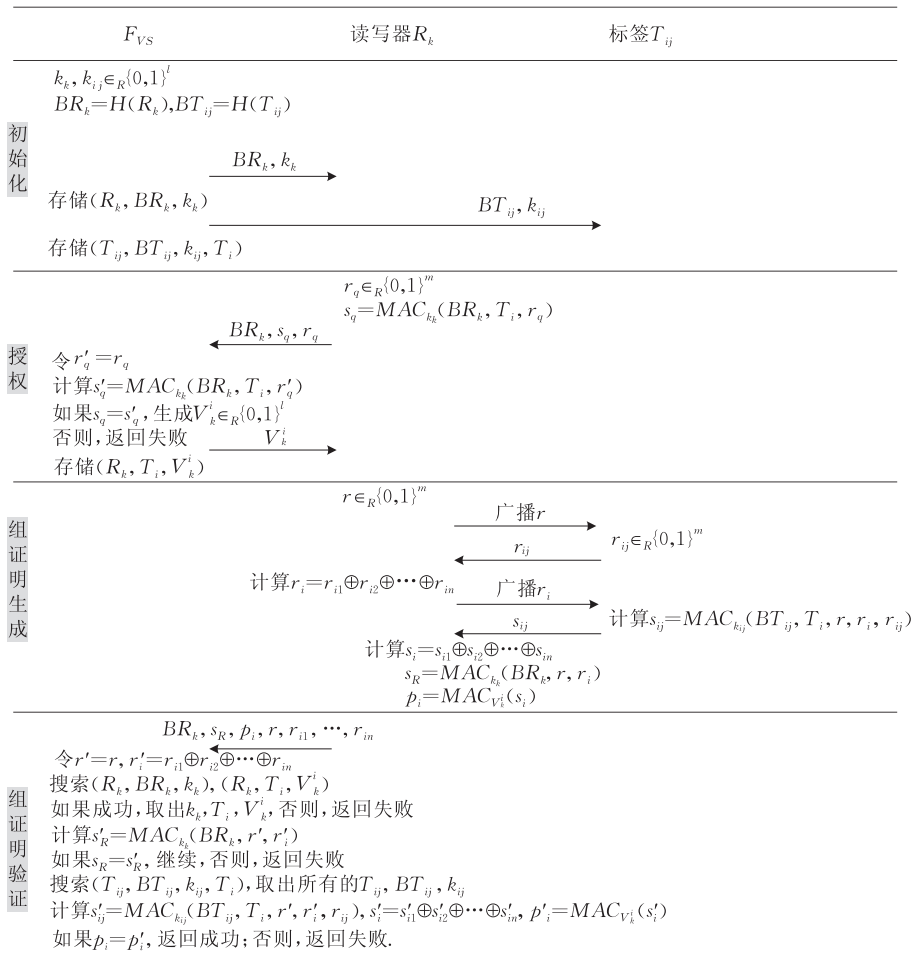 F_{VS} 读写器R_k 标签T_{ij}
初始化
k_k, k_{ij}∈_R{0,1}^l
BR_k=H(R_k),BT_{ij}=H(T_{ij})
BR_k, k_k
存储(R_k, BR_k, k_k)
BT_{ij}, k_{ij}
存储(T_{ij}, BT_{ij}, k_{ij}, T_i)
授权
r_q∈_R{0,1}^m
s_q=MAC_{k_k}(BR_k, T_i, r_q)
BR_k, s_q, r_q
令r'_q=r_q
计算s'_q=MAC_{k_k}(BR_k, T_i, r'_q)
如果s_q=s'_q,生成V_k^i∈_R{0,1}^l
否则,返回失败
V_k^i
存储(R_k, T_i, V_k^i)
组证明生成
r∈_R{0,1}^m
广播r
r_{ij}∈_R{0,1}^m
r_{ij}
计算r_i=r_{i1}⊕r_{i2}⊕…⊕r_{in}
广播r_i
计算s_{ij}=MAC_{k_{ij}}(BT_{ij}, T_i, r, r_i, r_{ij})
s_{ij}
计算s_i=s_{i1}⊕s_{i2}⊕…⊕s_{in}
s_R=MAC_{k_k}(BR_k, r, r_i)
p_i=MAC_{V_k^i}(s_i)
组证明验证
BR_k, s_R, p_i, r, r_{i1}, …, r_{in}
令r'=r, r'_i=r_{i1}⊕r_{i2}⊕…⊕r_{in}
搜索(R_k, BR_k, k_k), (R_k, T_i, V_k^i)
如果成功,取出k_k, T_i, V_k^i,否则,返回失败
计算s'_R=MAC_{k_k}(BR_k, r', r'_i)
如果s_R=s'_R, 继续,否则,返回失败
搜索(T_{ij}, BT_{ij}, k_{ij}, T_i),取出所有的T_{ij}, BT_{ij}, k_{ij}
计算s'_{ij}=MAC_{k_{ij}}(BT_{ij}, T_i, r', r'_i, r_{ij}), s'_i=s'_{i1}⊕s'_{i2}⊕…⊕s'_{in}, p'_i=MAC_{V_k^i}(s'_i)
如果p_i=p'_i, 返回成功;否则,返回失败.